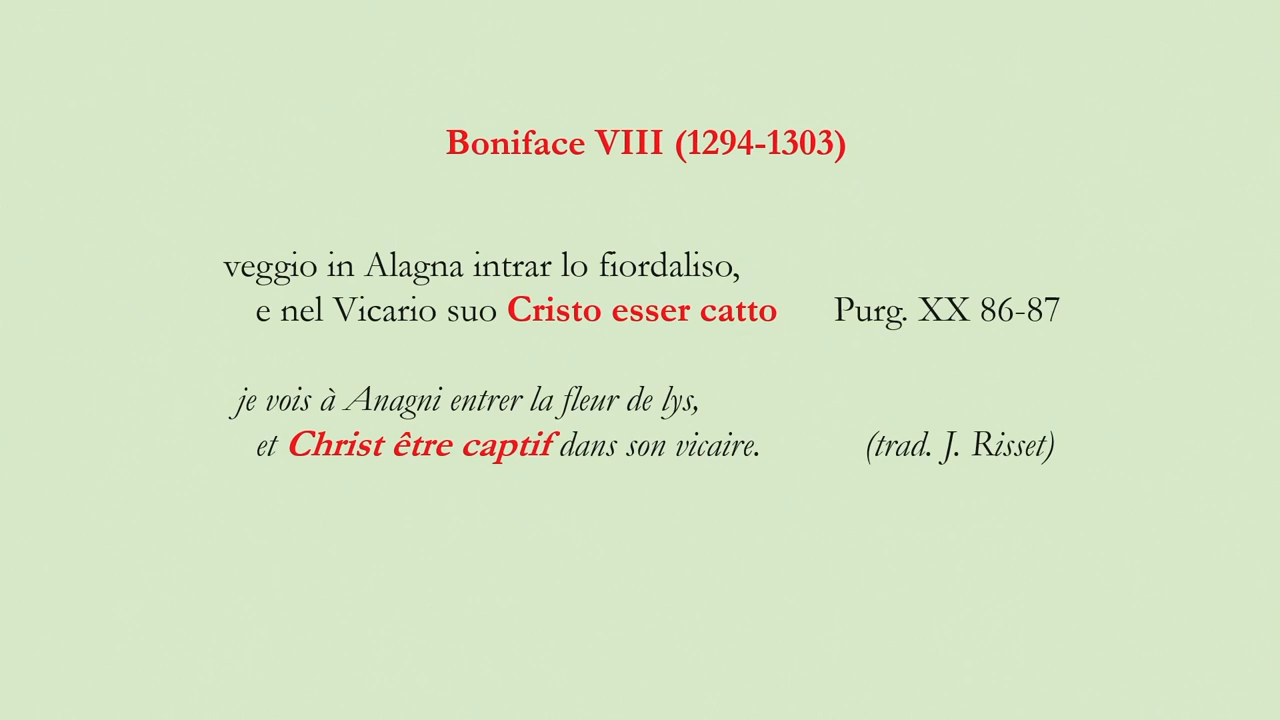 Boniface VIII (1294-1303)
veggio in Alagna intrar lo fiordaliso,
e nel Vicario suo Cristo esser catto Purg. XX 86-87
je vois à Anagni entrer la fleur de lys,
et Christ être captif dans son vicaire. (trad. J. Risset)